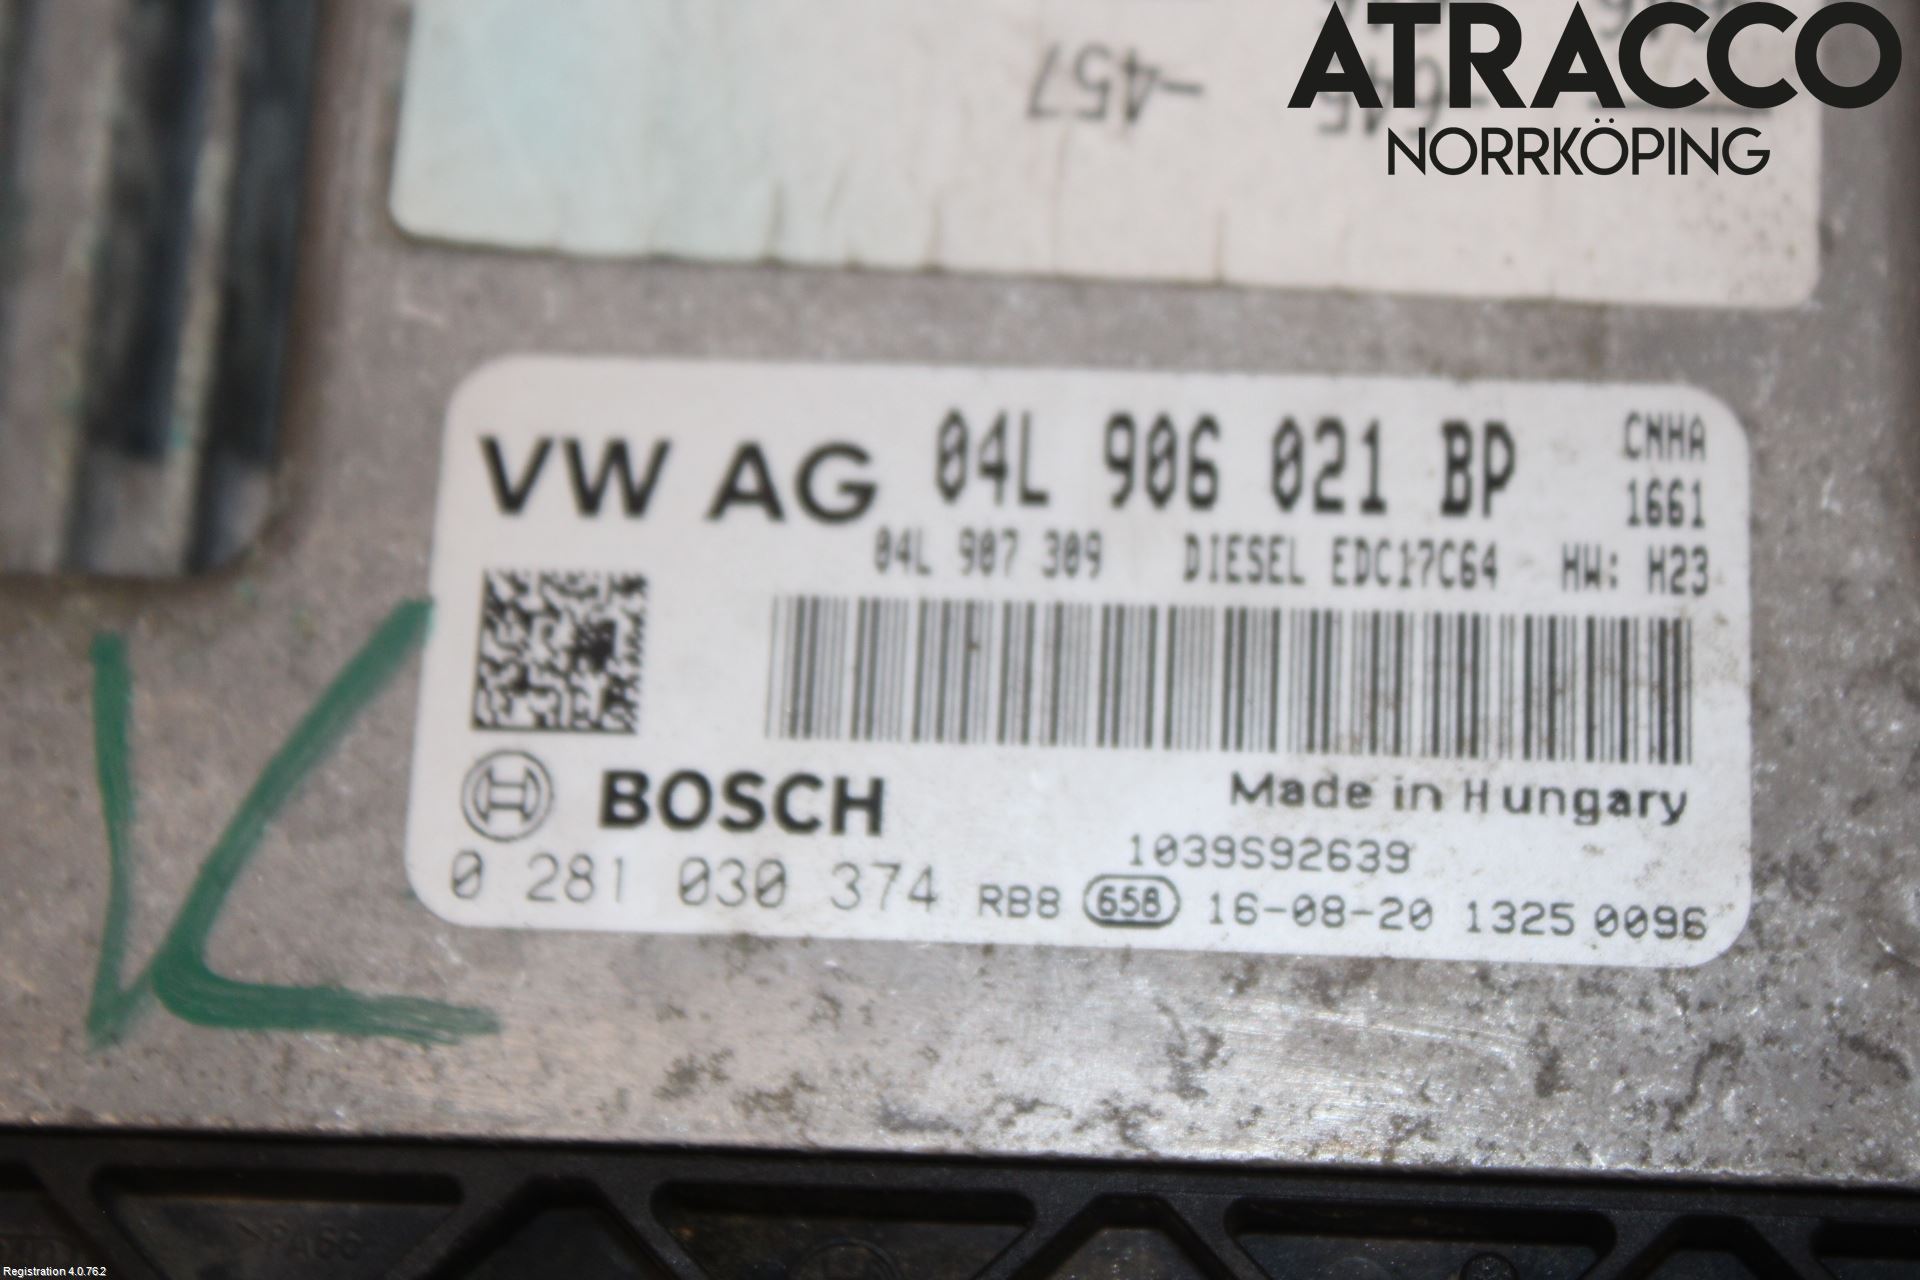 ATRACCO
NORRKÖPING
-457
-645
VW AG 04L 906 021 BP CNHA
1661
04L 907 309 DIESEL EDC17C64 HW: H23
BOSCH
Made in Hungary
1039S92639
0 281 030 374 RB8 658 16-08-20 1325 0096
Registration 4.0.76.2